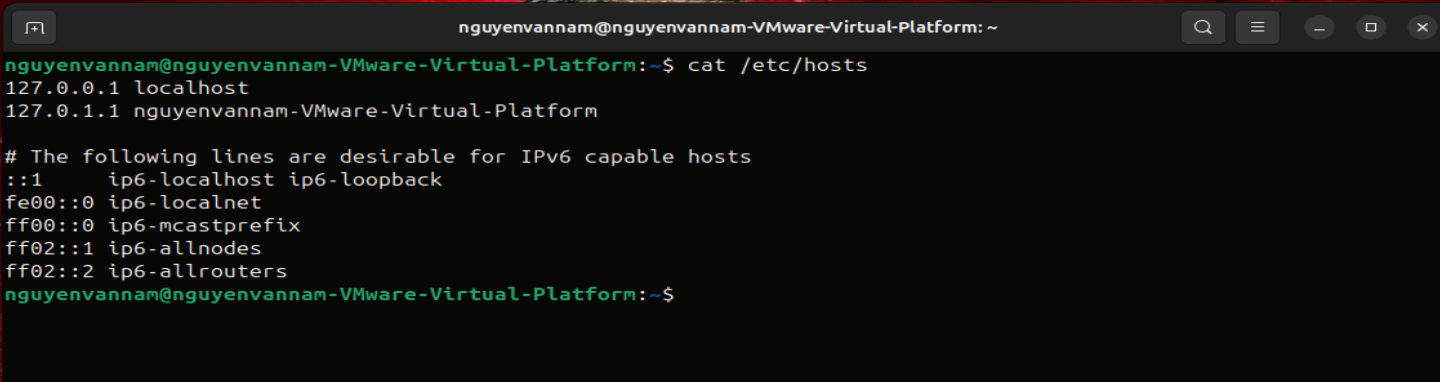 nguyenvannam@nguyenvannam-VMware-Virtual-Platform: ~
nguyenvannam@nguyenvannam-VMware-Virtual-Platform:~$ cat /etc/hosts
127.0.0.1 localhost
127.0.1.1 nguyenvannam-VMware-Virtual-Platform

# The following lines are desirable for IPv6 capable hosts
::1     ip6-localhost ip6-loopback
fe00::0 ip6-localnet
ff00::0 ip6-mcastprefix
ff02::1 ip6-allnodes
ff02::2 ip6-allrouters
nguyenvannam@nguyenvannam-VMware-Virtual-Platform:~$